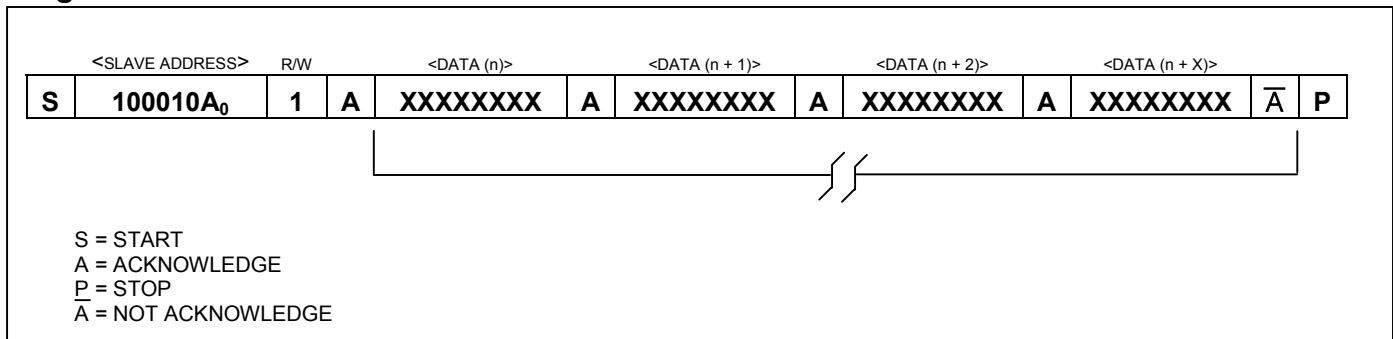 <SLAVE ADDRESS> R/W <DATA (n)> <DATA (n + 1)> <DATA (n + 2)> <DATA (n + X)>
S 100010A₀ 1 A XXXXXXXX A XXXXXXXX A XXXXXXXX A XXXXXXXX A̅ P
S = START
A = ACKNOWLEDGE
P = STOP
A̅ = NOT ACKNOWLEDGE